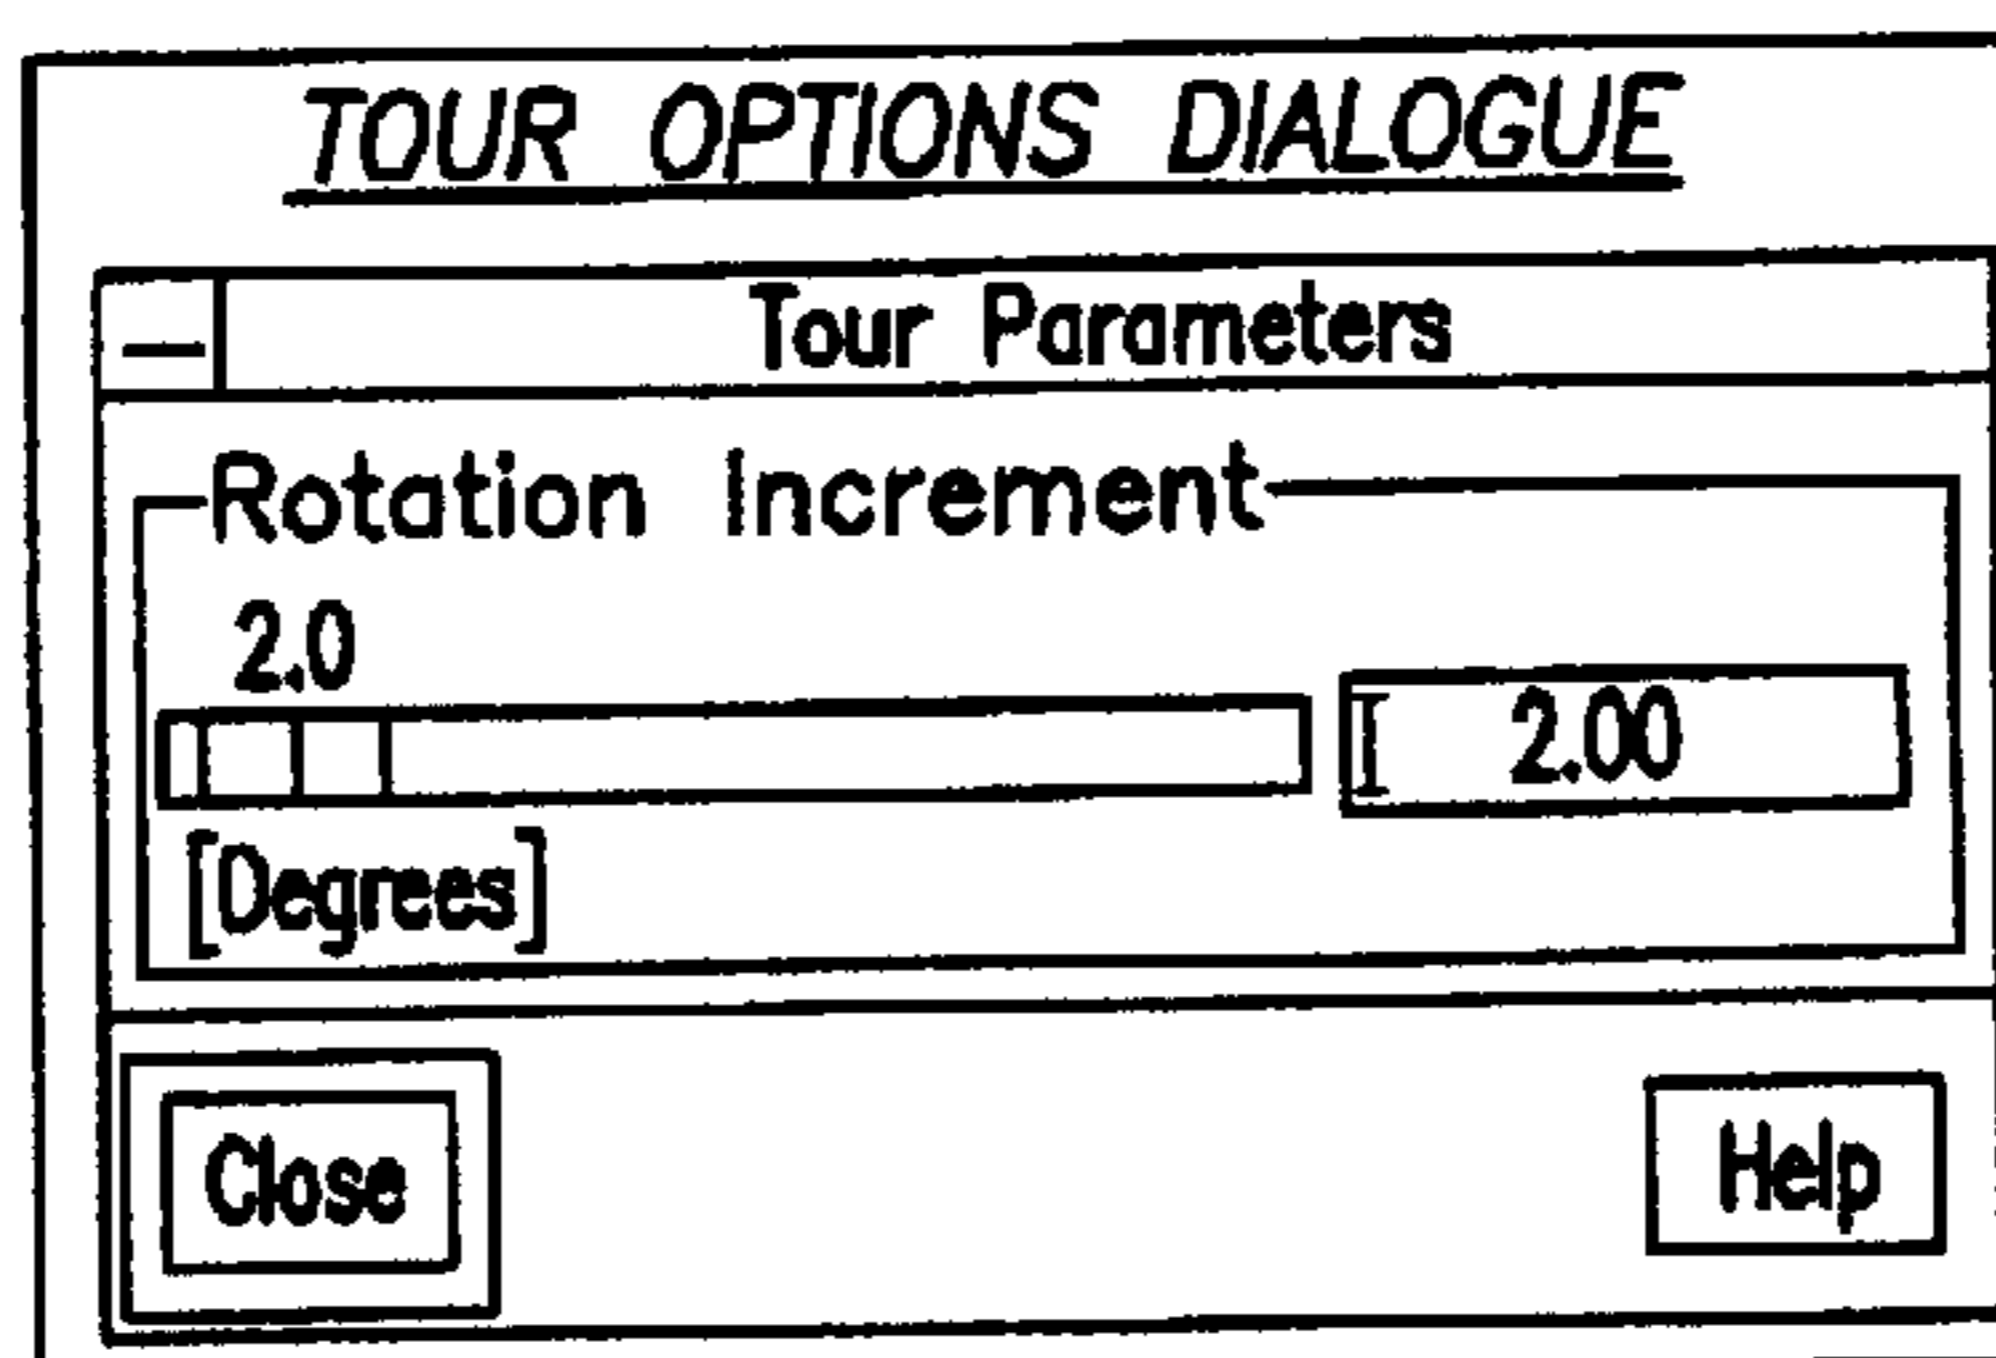 TOUR OPTIONS DIALOGUE
Tour Parameters
Rotation Increment
2.0
2.00
[Degrees]
Close
Help